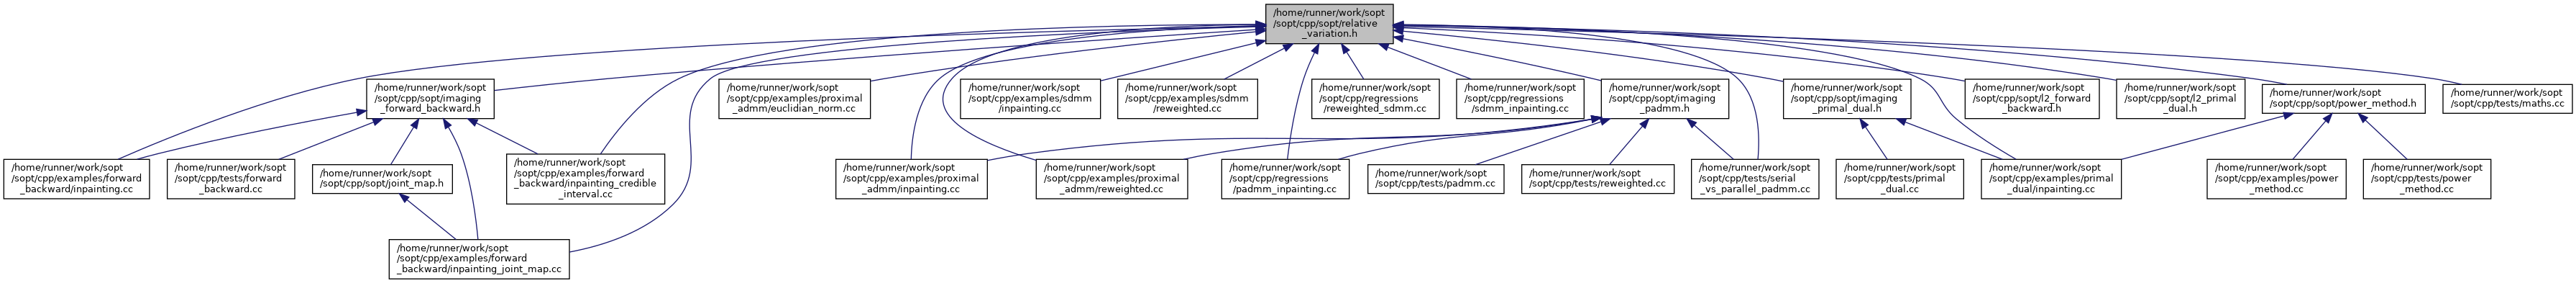 /home/runner/work/sopt
/sopt/cpp/sopt/relative
_variation.h
/home/runner/work/sopt
/sopt/cpp/sopt/imaging
_forward_backward.h
/home/runner/work/sopt
/sopt/cpp/examples/proximal
_admm/euclidian_norm.cc
/home/runner/work/sopt
/sopt/cpp/examples/sdmm
/inpainting.cc
/home/runner/work/sopt
/sopt/cpp/examples/sdmm
/reweighted.cc
/home/runner/work/sopt
/sopt/cpp/regressions
/reweighted_sdmm.cc
/home/runner/work/sopt
/sopt/cpp/regressions
/sdmm_inpainting.cc
/home/runner/work/sopt
/sopt/cpp/sopt/imaging
_padmm.h
/home/runner/work/sopt
/sopt/cpp/sopt/imaging
_primal_dual.h
/home/runner/work/sopt
/sopt/cpp/sopt/l2_forward
_backward.h
/home/runner/work/sopt
/sopt/cpp/sopt/l2_primal
_dual.h
/home/runner/work/sopt
/sopt/cpp/sopt/power_method.h
/home/runner/work/sopt
/sopt/cpp/tests/maths.cc
/home/runner/work/sopt
/sopt/cpp/examples/forward
_backward/inpainting.cc
/home/runner/work/sopt
/sopt/cpp/tests/forward
_backward.cc
/home/runner/work/sopt
/sopt/cpp/sopt/joint_map.h
/home/runner/work/sopt
/sopt/cpp/examples/forward
_backward/inpainting_credible
_interval.cc
/home/runner/work/sopt
/sopt/cpp/examples/proximal
_admm/inpainting.cc
/home/runner/work/sopt
/sopt/cpp/examples/proximal
_admm/reweighted.cc
/home/runner/work/sopt
/sopt/cpp/regressions
/padmm_inpainting.cc
/home/runner/work/sopt
/sopt/cpp/tests/padmm.cc
/home/runner/work/sopt
/sopt/cpp/tests/reweighted.cc
/home/runner/work/sopt
/sopt/cpp/tests/serial
_vs_parallel_padmm.cc
/home/runner/work/sopt
/sopt/cpp/tests/primal
_dual.cc
/home/runner/work/sopt
/sopt/cpp/examples/primal
_dual/inpainting.cc
/home/runner/work/sopt
/sopt/cpp/examples/power
_method.cc
/home/runner/work/sopt
/sopt/cpp/tests/power
_method.cc
/home/runner/work/sopt
/sopt/cpp/examples/forward
_backward/inpainting_joint_map.cc